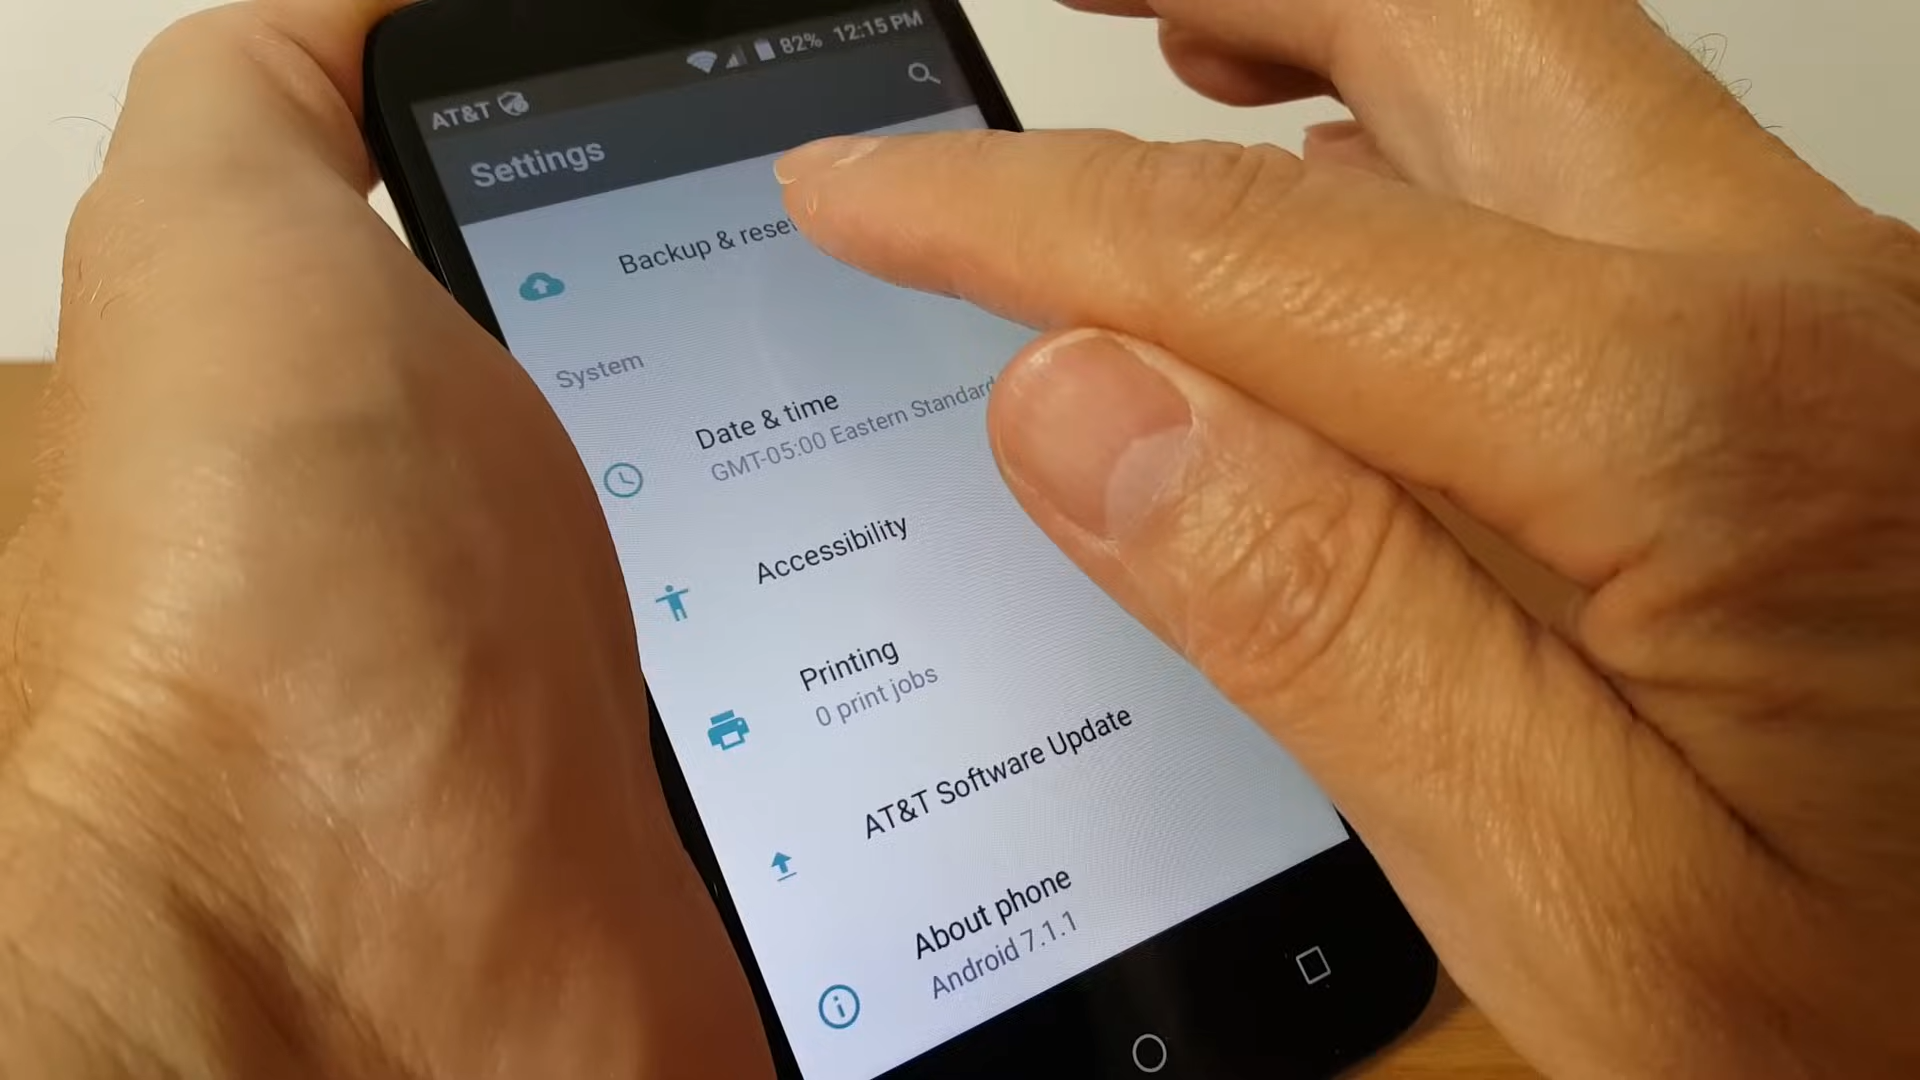 AT&T 82% 12:15 PM
Settings
Backup & reset
System
Date & time
GMT-05:00 Eastern Standard
Accessibility
Printing
0 print jobs
AT&T Software Update
About phone
Android 7.1.1